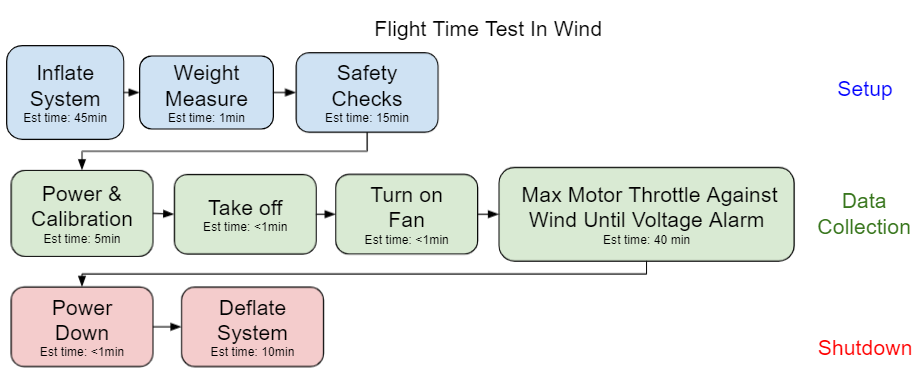 Flight Time Test In Wind
Inflate
System
Est time: 45min
Weight
Measure
Est time: 1min
Safety
Checks
Est time: 15min
Setup
Power &
Calibration
Est time: 5min
Take off
Est time: <1min
Turn on
Fan
Est time: <1min
Max Motor Throttle Against
Wind Until Voltage Alarm
Est time: 40 min
Data
Collection
Power
Down
Est time: <1min
Deflate
System
Est time: 10min
Shutdown